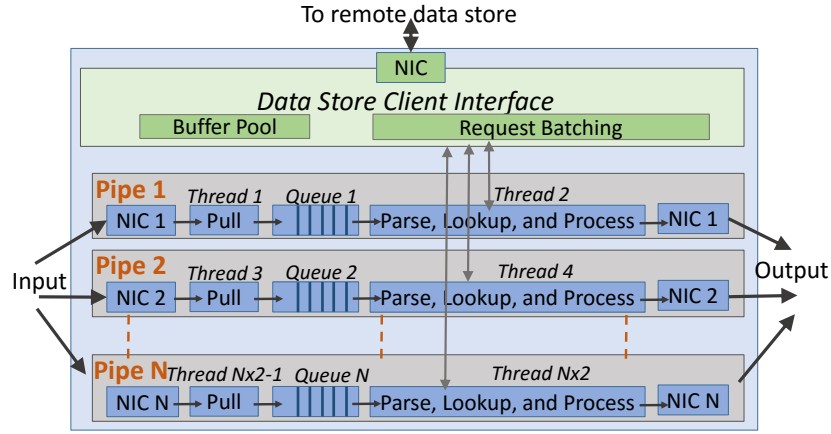 To remote data store
NIC
Data Store Client Interface
Buffer Pool
Request Batching
Pipe 1
Thread 1
Queue 1
Thread 2
NIC 1
Pull
Parse, Lookup, and Process
NIC 1
Input
Output
Pipe 2
Thread 3
Queue 2
Thread 4
NIC 2
Pull
Parse, Lookup, and Process
NIC 2
Pipe N
Thread Nx2-1
Queue N
Thread Nx2
NIC N
Pull
Parse, Lookup, and Process
NIC N